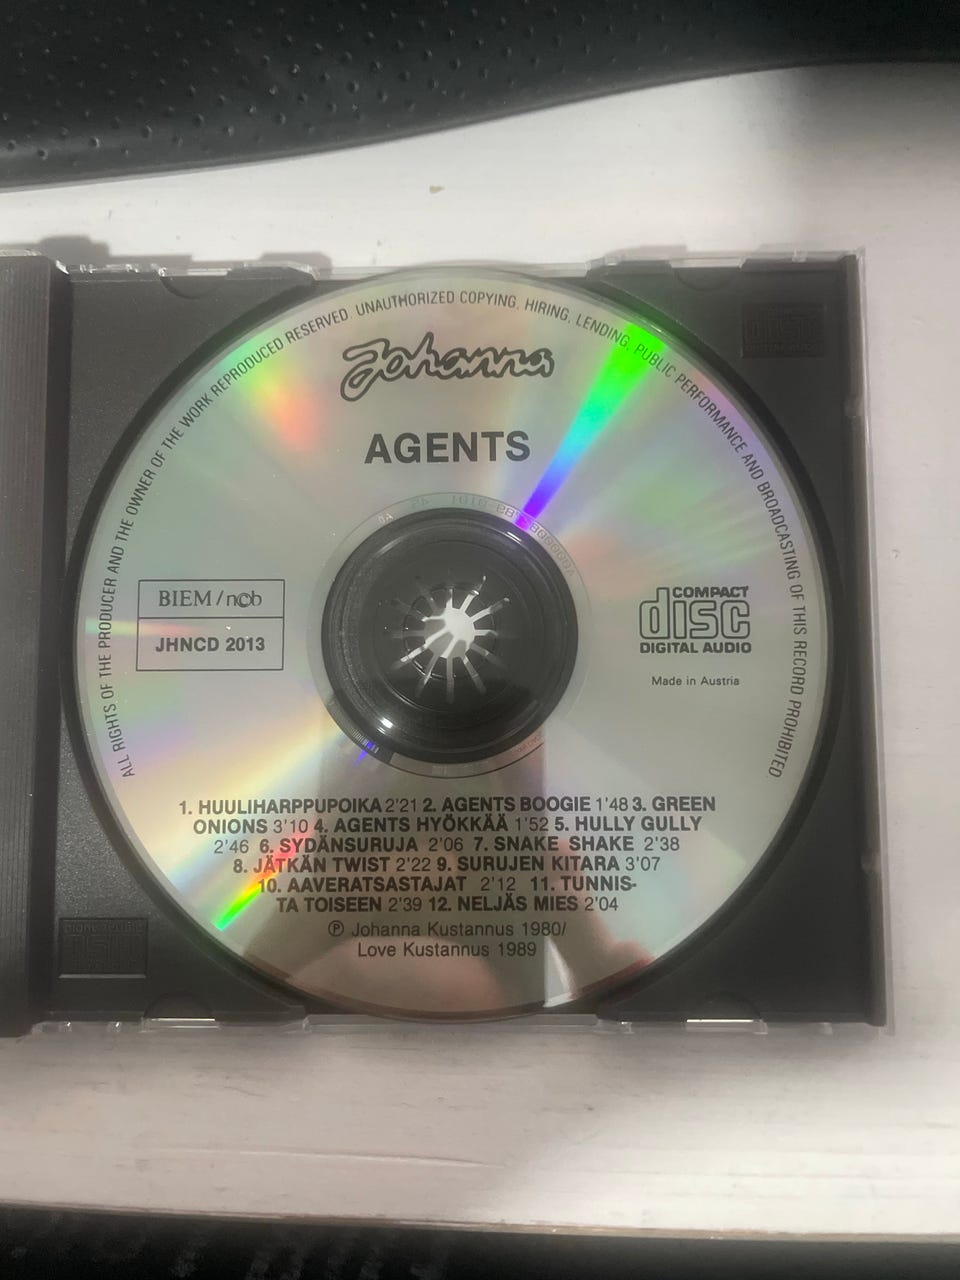 ALL RIGHTS OF THE PRODUCER AND THE OWNER OF THE WORK REPRODUCED RESERVED. UNAUTHORIZED COPYING, HIRING, LENDING, PUBLIC PERFORMANCE AND BROADCASTING OF THIS RECORD PROHIBITED
Johanna
AGENTS
BIEM/ncb
JHNCD 2013
COMPACT
disc
DIGITAL AUDIO
Made in Austria
1. HUULIHARPPUPOIKA 2'21 2. AGENTS BOOGIE 1'48 3. GREEN
ONIONS 3'10 4. AGENTS HYÖKKÄÄ 1'52 5. HULLY GULLY
2'46 6. SYDÄNSURUJA 2'06 7. SNAKE SHAKE 2'38
8. JÄTKÄN TWIST 2'22 9. SURUJEN KITARA 3'07
10. AAVERATSASTAJAT 2'12 11. TUNNIS-
TA TOISEEN 2'39 12. NELJÄS MIES 2'04
℗ Johanna Kustannus 1980/
Love Kustannus 1989